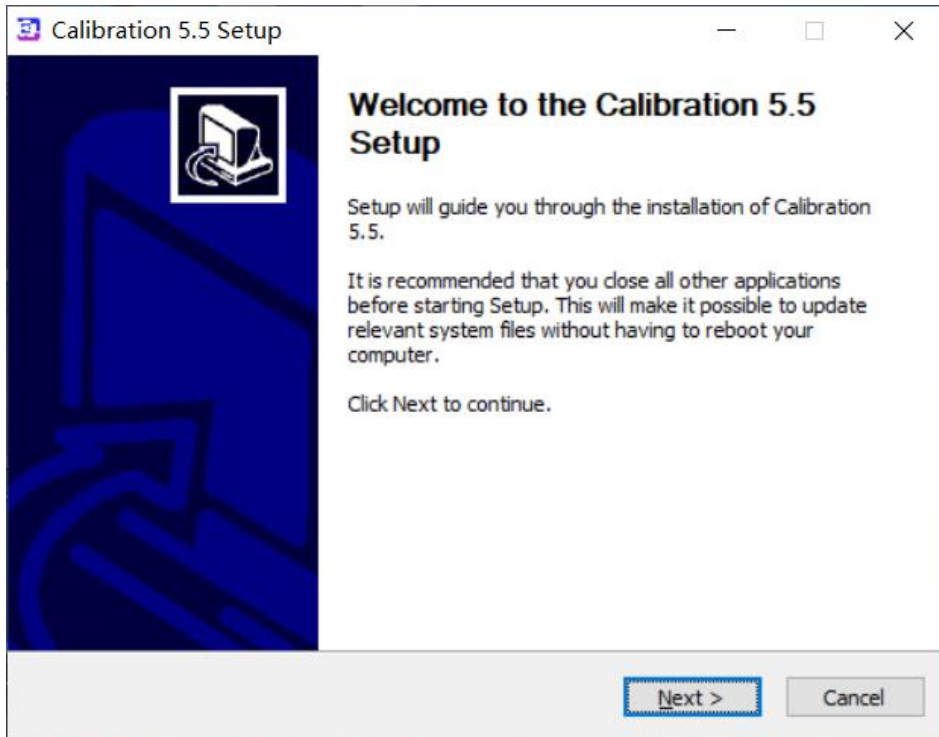 Calibration 5.5 Setup
Welcome to the Calibration 5.5
Setup
Setup will guide you through the installation of Calibration
5.5.
It is recommended that you close all other applications
before starting Setup. This will make it possible to update
relevant system files without having to reboot your
computer.
Click Next to continue.
Next >
Cancel